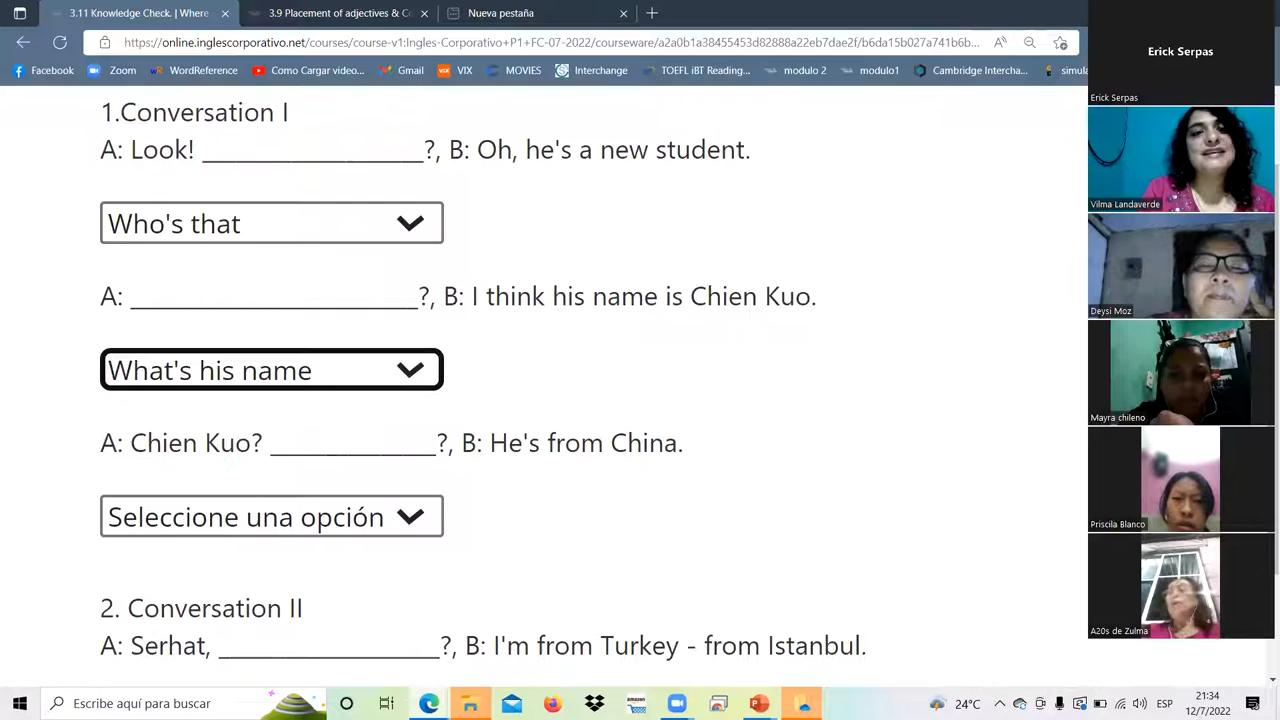 3.11 Knowledge Check. | Where
3.9 Placement of adjectives & Co
Nueva pestaña
https://online.inglescorporativo.net/courses/course-v1:Ingles-Corporativo+P1+FC-07-2022/courseware/a2a0b1a38455453d82888a22eb7dae2f/b6da15b027a741b6b...
Facebook
Zoom
WordReference
Como Cargar video...
Gmail
VIX
MOVIES
Interchange
TOEFL iBT Reading...
modulo 2
modulo1
Cambridge Intercha...
simula
1.Conversation I
A: Look! ____________________?, B: Oh, he's a new student.
Who's that
A: __________________________?, B: I think his name is Chien Kuo.
What's his name
A: Chien Kuo? _______________?, B: He's from China.
Seleccione una opción
2. Conversation II
A: Serhat, ____________________?, B: I'm from Turkey - from Istanbul.
Erick Serpas
Erick Serpas
Vilma Landaverde
Deysi Moz
Mayra chileno
Priscila Blanco
A20s de Zulma
Escribe aquí para buscar
24°C
ESP
21:34
12/7/2022